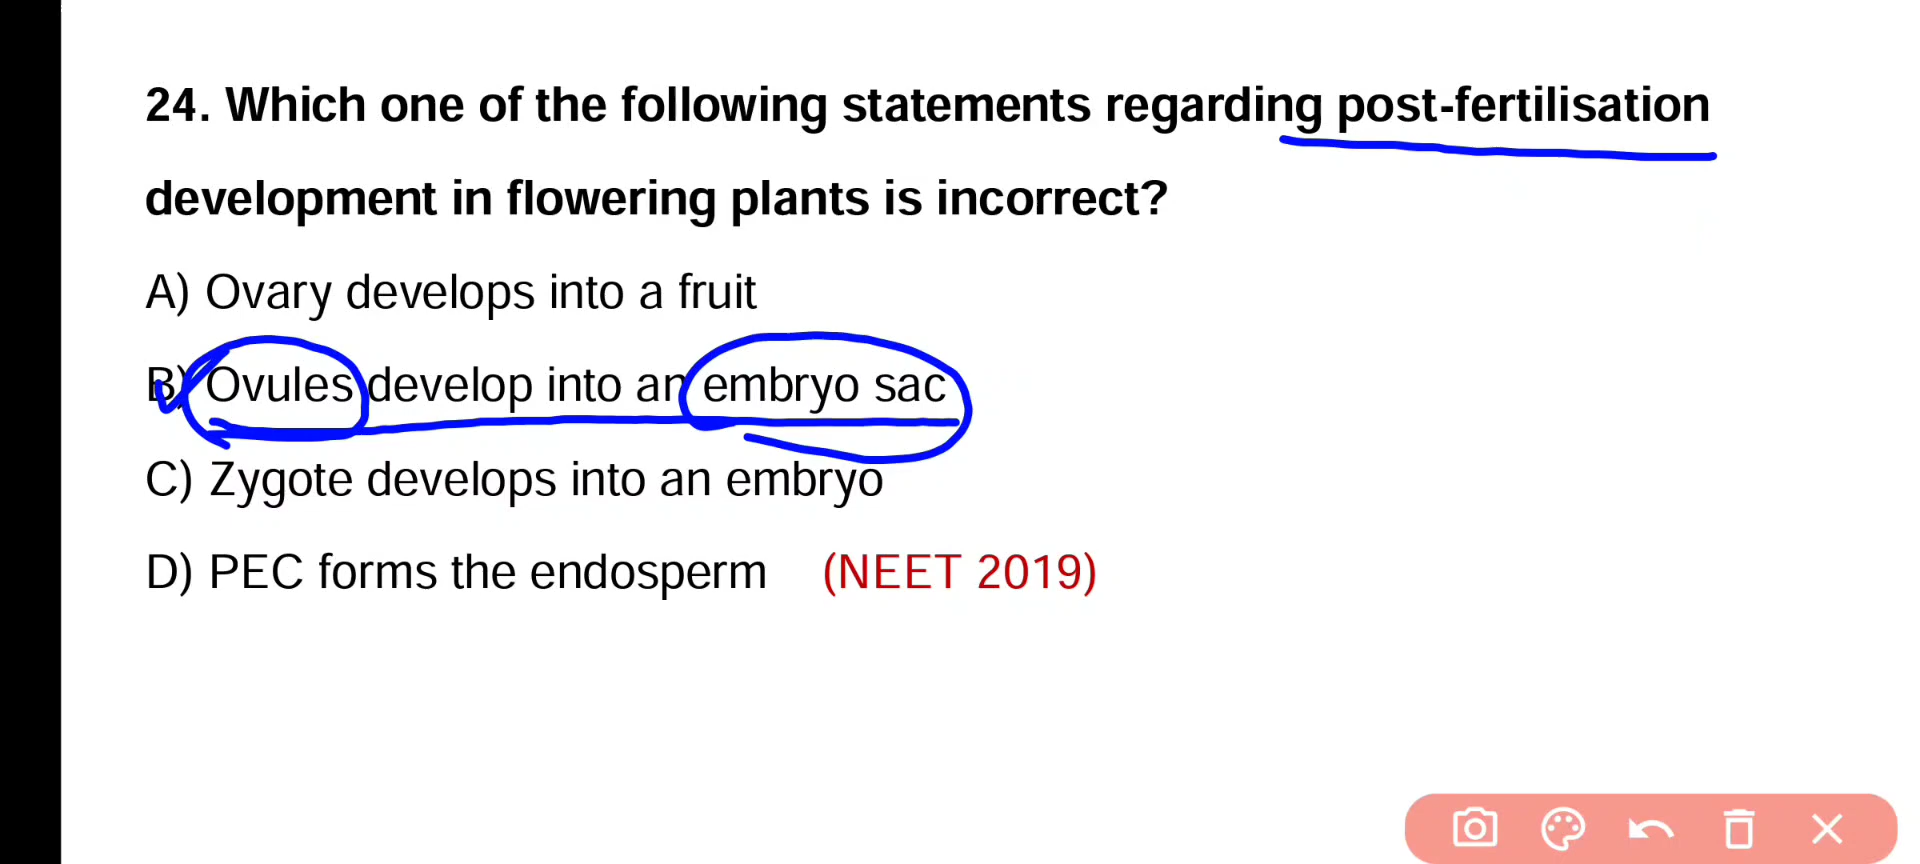 24. Which one of the following statements regarding post-fertilisation
development in flowering plants is incorrect?
A) Ovary develops into a fruit
B) Ovules develop into an embryo sac
C) Zygote develops into an embryo
D) PEC forms the endosperm (NEET 2019)